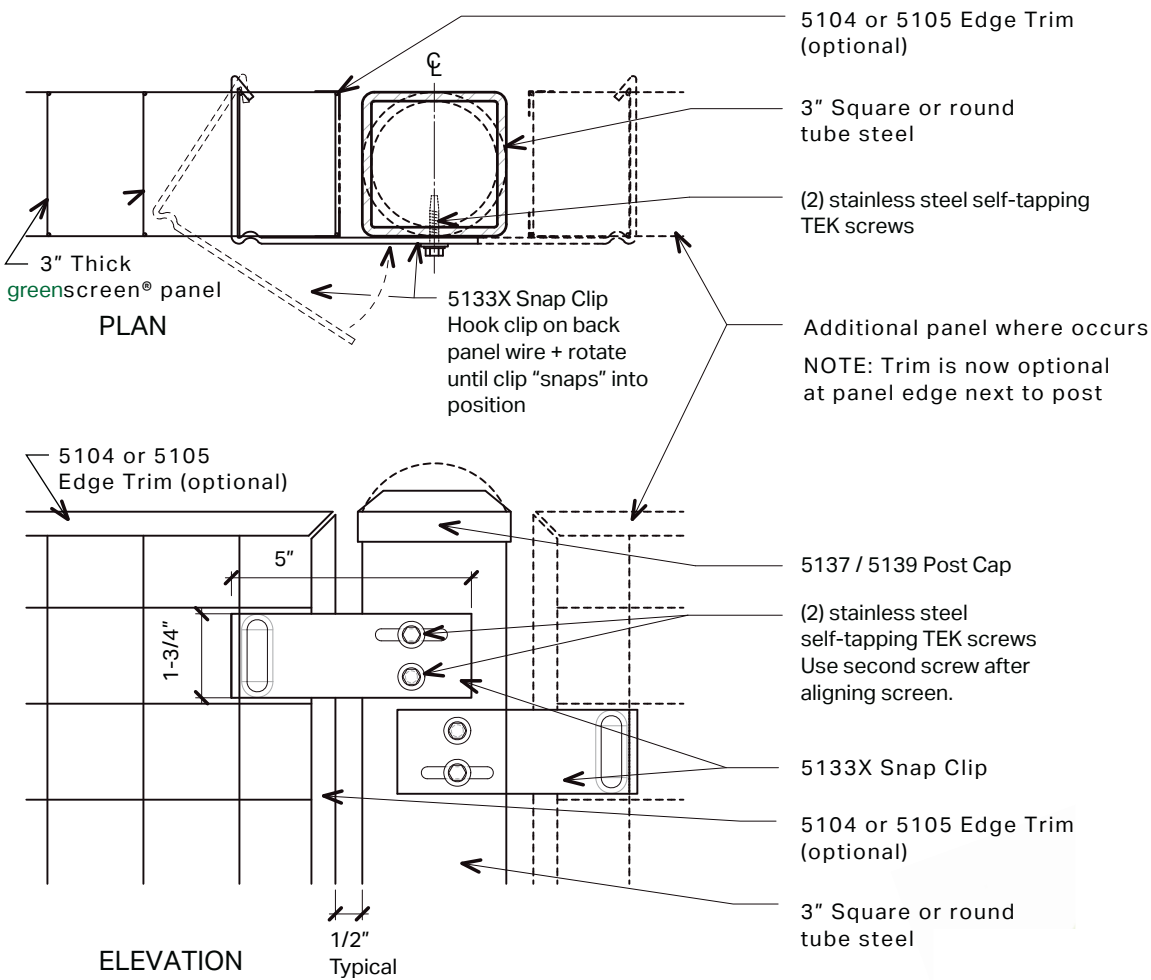 5104 or 5105 Edge Trim
(optional)
℄
3" Square or round
tube steel
(2) stainless steel self-tapping
TEK screws
3" Thick
greenscreen® panel
PLAN
5133X Snap Clip
Hook clip on back
panel wire + rotate
until clip "snaps" into
position
Additional panel where occurs
NOTE: Trim is now optional
at panel edge next to post
5104 or 5105
Edge Trim (optional)
5"
1-3/4"
5137 / 5139 Post Cap
(2) stainless steel
self-tapping TEK screws
Use second screw after
aligning screen.
5133X Snap Clip
5104 or 5105 Edge Trim
(optional)
3" Square or round
tube steel
1/2"
Typical
ELEVATION